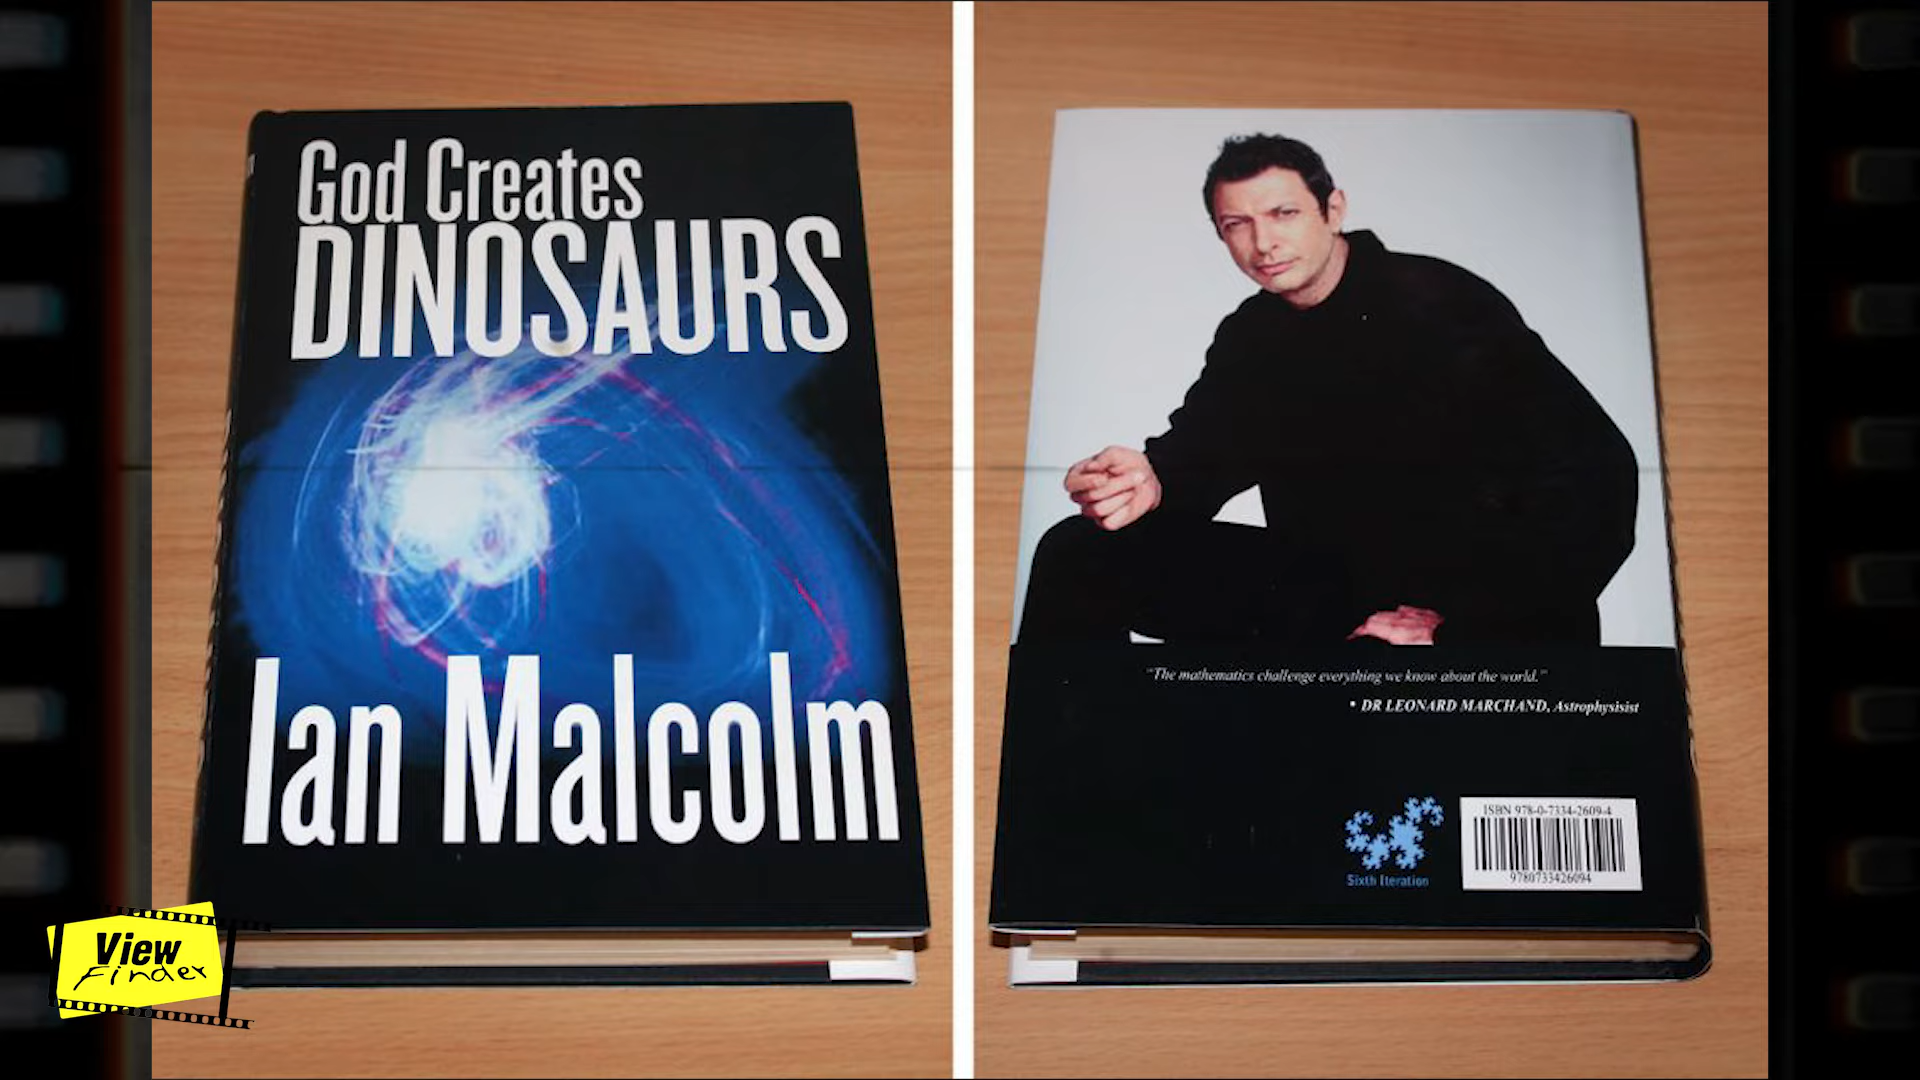 God Creates
DINOSAURS
Ian Malcolm
"The mathematics challenge everything we know about the world."
• DR LEONARD MARCHAND, Astrophysisist
Sixth Iteration
ISBN 978-0-7334-2609-4
9780733426094
View
Finder